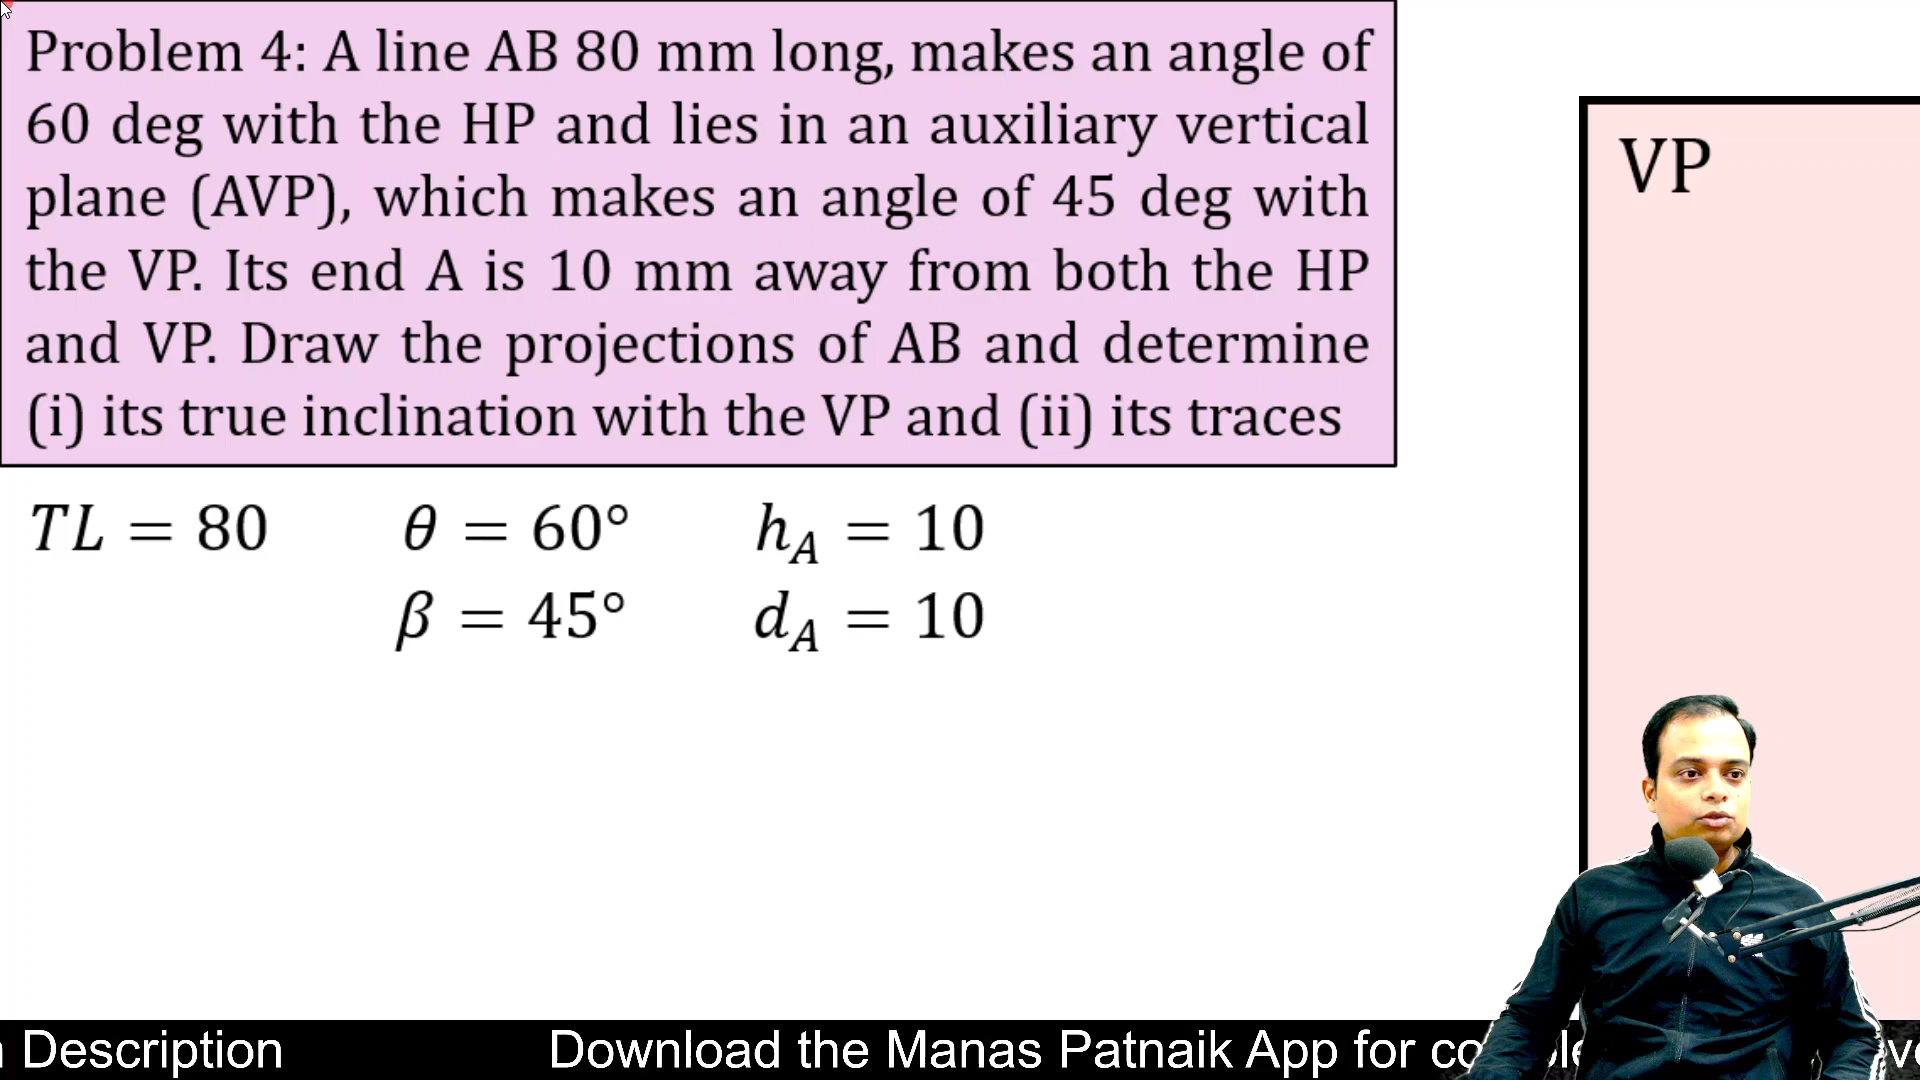 Problem 4: A line AB 80 mm long, makes an angle of
60 deg with the HP and lies in an auxiliary vertical
plane (AVP), which makes an angle of 45 deg with
the VP. Its end A is 10 mm away from both the HP
and VP. Draw the projections of AB and determine
(i) its true inclination with the VP and (ii) its traces
VP
TL = 80 θ = 60° h_A = 10
β = 45° d_A = 10
Description Download the Manas Patnaik App for